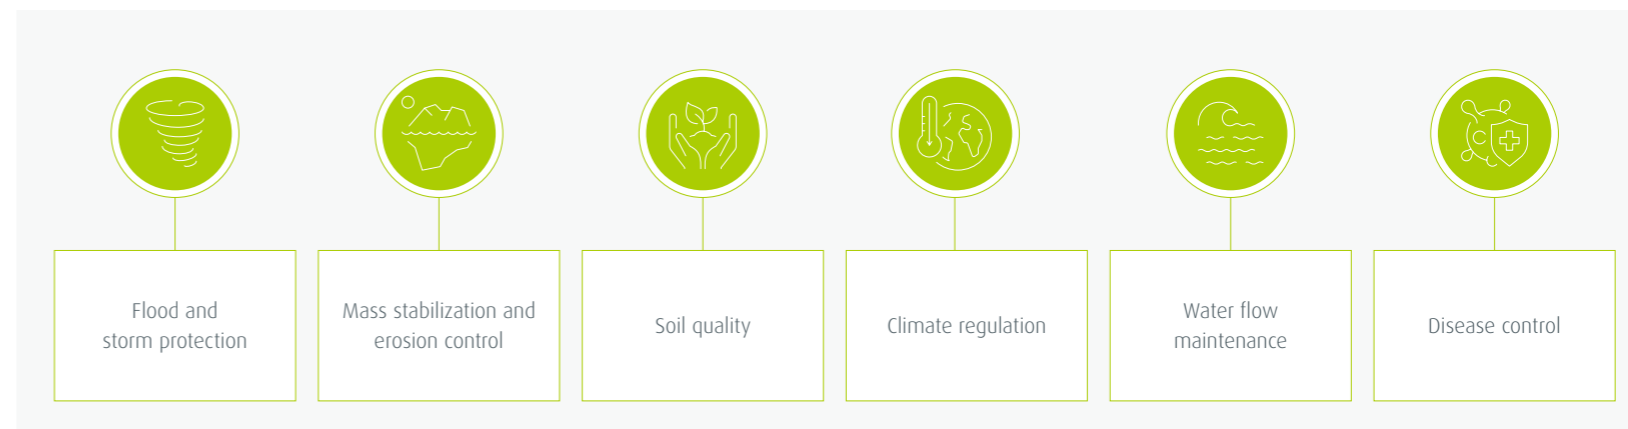 Flood and
storm protection
Mass stabilization and
erosion control
Soil quality
Climate regulation
Water flow
maintenance
Disease control